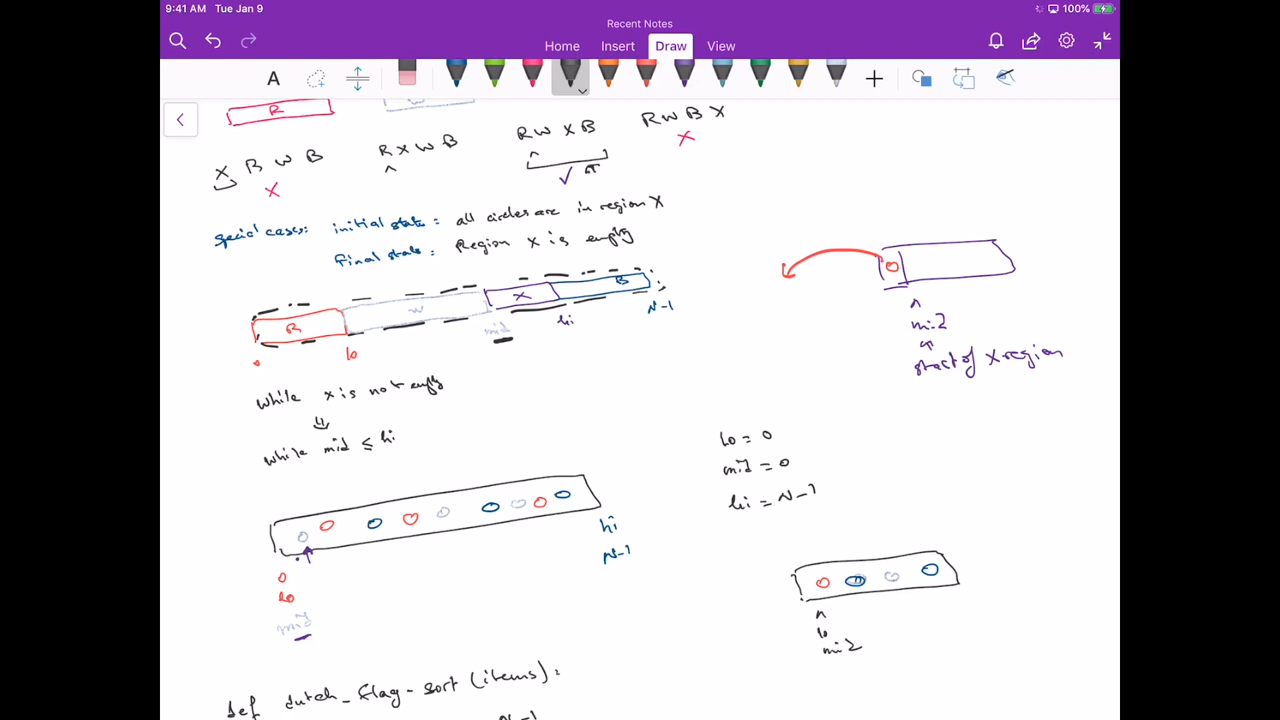 9:41 AM Tue Jan 9
100%
Recent Notes
Home Insert Draw View
A
R
X B W B
X
R X W B
^
R W X B
✓
R W B X
X
special cases: initial state: all circles are in region X
final state: Region X is empty
R W X B
0 lo mid hi N-1
mid
start of X region
while X is not empty
⇓
while mid ≤ hi
lo = 0
mid = 0
hi = N-1
hi
N-1
0
lo
mid
lo
mid
def dutch_flag_sort (items):
N-1